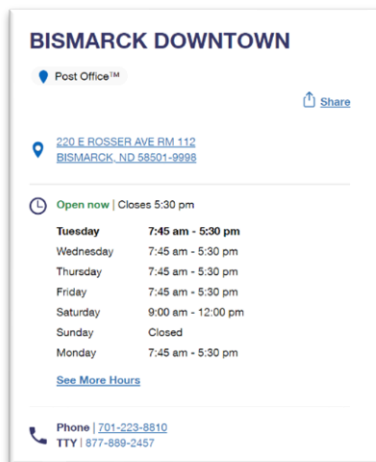 BISMARCK DOWNTOWN
Post Office™
Share
220 E ROSSER AVE RM 112
BISMARCK, ND 58501-9998
Open now | Closes 5:30 pm
Tuesday 7:45 am - 5:30 pm
Wednesday 7:45 am - 5:30 pm
Thursday 7:45 am - 5:30 pm
Friday 7:45 am - 5:30 pm
Saturday 9:00 am - 12:00 pm
Sunday Closed
Monday 7:45 am - 5:30 pm
See More Hours
Phone | 701-223-8810
TTY | 877-889-2457